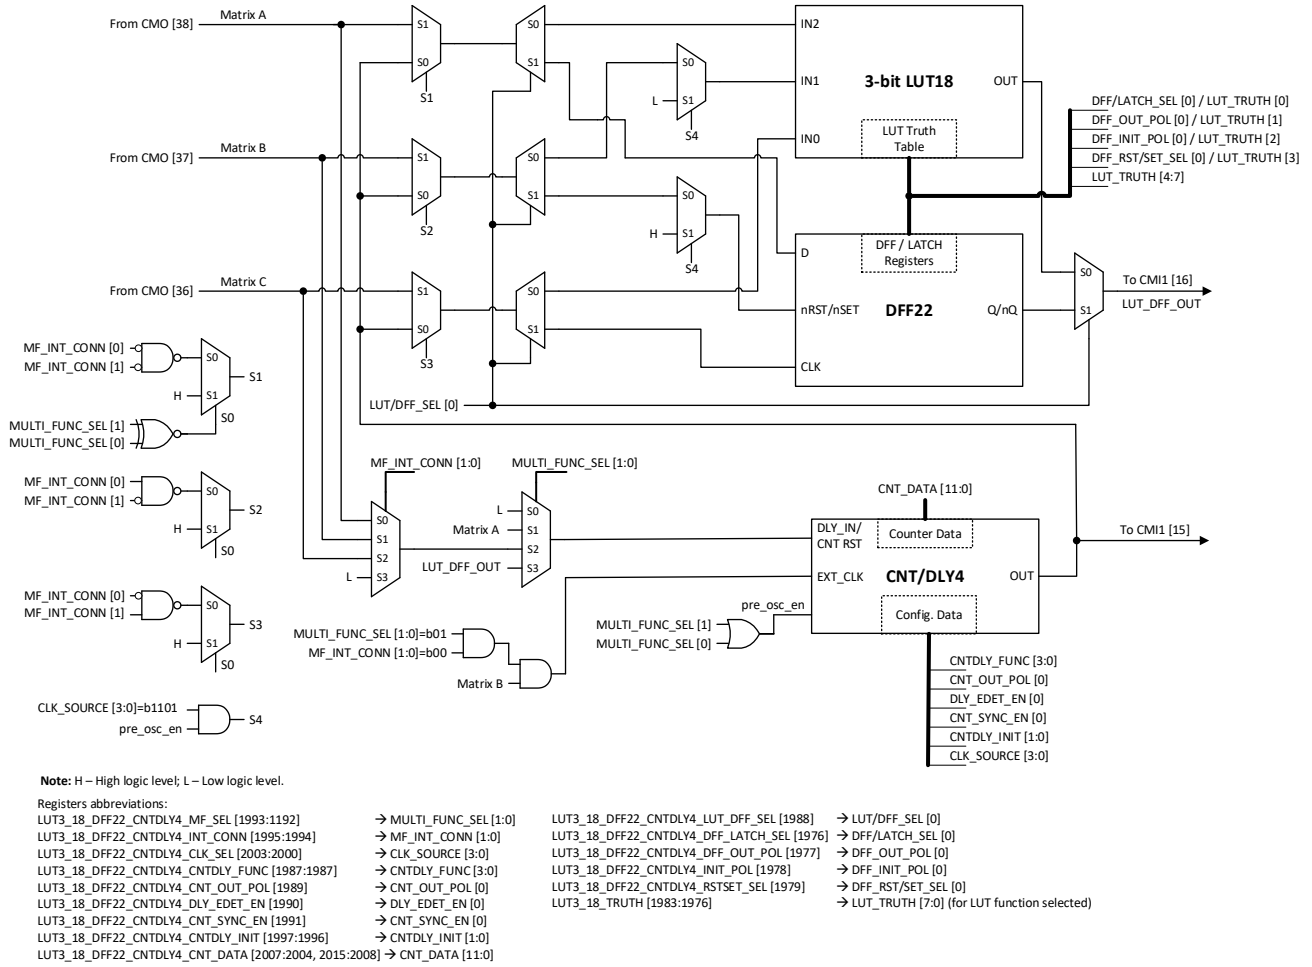 From CMO [38]
Matrix A
S1
S0
S1
S0
S1
S0
S1
L
S4
IN2
IN1
IN0
3-bit LUT18
OUT
LUT Truth
Table
DFF/LATCH_SEL [0] / LUT_TRUTH [0]
DFF_OUT_POL [0] / LUT_TRUTH [1]
DFF_INIT_POL [0] / LUT_TRUTH [2]
DFF_RST/SET_SEL [0] / LUT_TRUTH [3]
LUT_TRUTH [4:7]
From CMO [37]
Matrix B
S1
S0
S2
S0
S1
S0
S1
H
S4
DFF / LATCH
Registers
D
nRST/nSET
CLK
DFF22
Q/nQ
S0
S1
To CMI1 [16]
LUT_DFF_OUT
From CMO [36]
Matrix C
S1
S0
S3
S0
S1
LUT/DFF_SEL [0]
MF_INT_CONN [0]
MF_INT_CONN [1]
S0
S1
H
S1
S0
MULTI_FUNC_SEL [1]
MULTI_FUNC_SEL [0]
MF_INT_CONN [0]
MF_INT_CONN [1]
S0
S1
H
S2
S0
MF_INT_CONN [0]
MF_INT_CONN [1]
S0
S1
H
S3
S0
CLK_SOURCE [3:0]=b1101
pre_osc_en
S4
MF_INT_CONN [1:0]
S0
S1
S2
S3
L
MULTI_FUNC_SEL [1:0]
L
Matrix A
LUT_DFF_OUT
S0
S1
S2
S3
MULTI_FUNC_SEL [1:0]=b01
MF_INT_CONN [1:0]=b00
Matrix B
MULTI_FUNC_SEL [1]
MULTI_FUNC_SEL [0]
pre_osc_en
CNT_DATA [11:0]
DLY_IN/
CNT RST
Counter Data
EXT_CLK
CNT/DLY4
OUT
Config. Data
To CMI1 [15]
CNTDLY_FUNC [3:0]
CNT_OUT_POL [0]
DLY_EDET_EN [0]
CNT_SYNC_EN [0]
CNTDLY_INIT [1:0]
CLK_SOURCE [3:0]
Note: H – High logic level; L – Low logic level.
Registers abbreviations:
LUT3_18_DFF22_CNTDLY4_MF_SEL [1993:1192] → MULTI_FUNC_SEL [1:0]
LUT3_18_DFF22_CNTDLY4_INT_CONN [1995:1994] → MF_INT_CONN [1:0]
LUT3_18_DFF22_CNTDLY4_CLK_SEL [2003:2000] → CLK_SOURCE [3:0]
LUT3_18_DFF22_CNTDLY4_CNTDLY_FUNC [1987:1987] → CNTDLY_FUNC [3:0]
LUT3_18_DFF22_CNTDLY4_CNT_OUT_POL [1989] → CNT_OUT_POL [0]
LUT3_18_DFF22_CNTDLY4_DLY_EDET_EN [1990] → DLY_EDET_EN [0]
LUT3_18_DFF22_CNTDLY4_CNT_SYNC_EN [1991] → CNT_SYNC_EN [0]
LUT3_18_DFF22_CNTDLY4_CNTDLY_INIT [1997:1996] → CNTDLY_INIT [1:0]
LUT3_18_DFF22_CNTDLY4_CNT_DATA [2007:2004, 2015:2008] → CNT_DATA [11:0]
LUT3_18_DFF22_CNTDLY4_LUT_DFF_SEL [1988] → LUT/DFF_SEL [0]
LUT3_18_DFF22_CNTDLY4_DFF_LATCH_SEL [1976] → DFF/LATCH_SEL [0]
LUT3_18_DFF22_CNTDLY4_DFF_OUT_POL [1977] → DFF_OUT_POL [0]
LUT3_18_DFF22_CNTDLY4_INIT_POL [1978] → DFF_INIT_POL [0]
LUT3_18_DFF22_CNTDLY4_RSTSET_SEL [1979] → DFF_RST/SET_SEL [0]
LUT3_18_TRUTH [1983:1976] → LUT_TRUTH [7:0] (for LUT function selected)